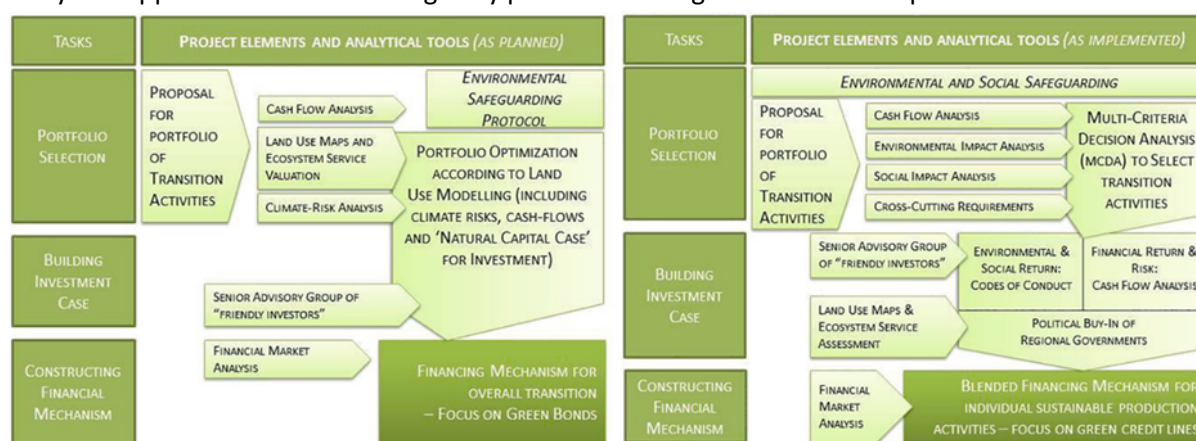 TASKS
PROJECT ELEMENTS AND ANALYTICAL TOOLS (AS PLANNED)
PORTFOLIO
SELECTION
PROPOSAL
FOR
PORTFOLIO
OF
TRANSITION
ACTIVITIES
CASH FLOW ANALYSIS
LAND USE MAPS AND
ECOSYSTEM SERVICE
VALUATION
CLIMATE-RISK ANALYSIS
ENVIRONMENTAL
SAFEGUARDING
PROTOCOL
PORTFOLIO OPTIMIZATION
ACCORDING TO LAND
USE MODELLING (INCLUDING
CLIMATE RISKS, CASH-FLOWS
AND 'NATURAL CAPITAL CASE'
FOR INVESTMENT)
BUILDING
INVESTMENT
CASE
SENIOR ADVISORY GROUP OF
"FRIENDLY INVESTORS"
CONSTRUCTING
FINANCIAL
MECHANISM
FINANCIAL MARKET
ANALYSIS
FINANCING MECHANISM FOR
OVERALL TRANSITION
– FOCUS ON GREEN BONDS
TASKS
PROJECT ELEMENTS AND ANALYTICAL TOOLS (AS IMPLEMENTED)
PORTFOLIO
SELECTION
ENVIRONMENTAL AND SOCIAL SAFEGUARDING
PROPOSAL
FOR
PORTFOLIO
OF
TRANSITION
ACTIVITIES
CASH FLOW ANALYSIS
ENVIRONMENTAL IMPACT ANALYSIS
SOCIAL IMPACT ANALYSIS
CROSS-CUTTING REQUIREMENTS
MULTI-CRITERIA
DECISION ANALYSIS
(MCDA) TO SELECT
TRANSITION
ACTIVITIES
BUILDING
INVESTMENT
CASE
SENIOR ADVISORY GROUP
OF "FRIENDLY INVESTORS"
ENVIRONMENTAL &
SOCIAL RETURN:
CODES OF CONDUCT
FINANCIAL RETURN &
RISK:
CASH FLOW ANALYSIS
LAND USE MAPS &
ECOSYSTEM SERVICE
ASSESSMENT
POLITICAL BUY-IN OF
REGIONAL GOVERNMENTS
CONSTRUCTING
FINANCIAL
MECHANISM
FINANCIAL
MARKET
ANALYSIS
BLENDED FINANCING MECHANISM FOR
INDIVIDUAL SUSTAINABLE PRODUCTION
ACTIVITIES – FOCUS ON GREEN CREDIT LINES